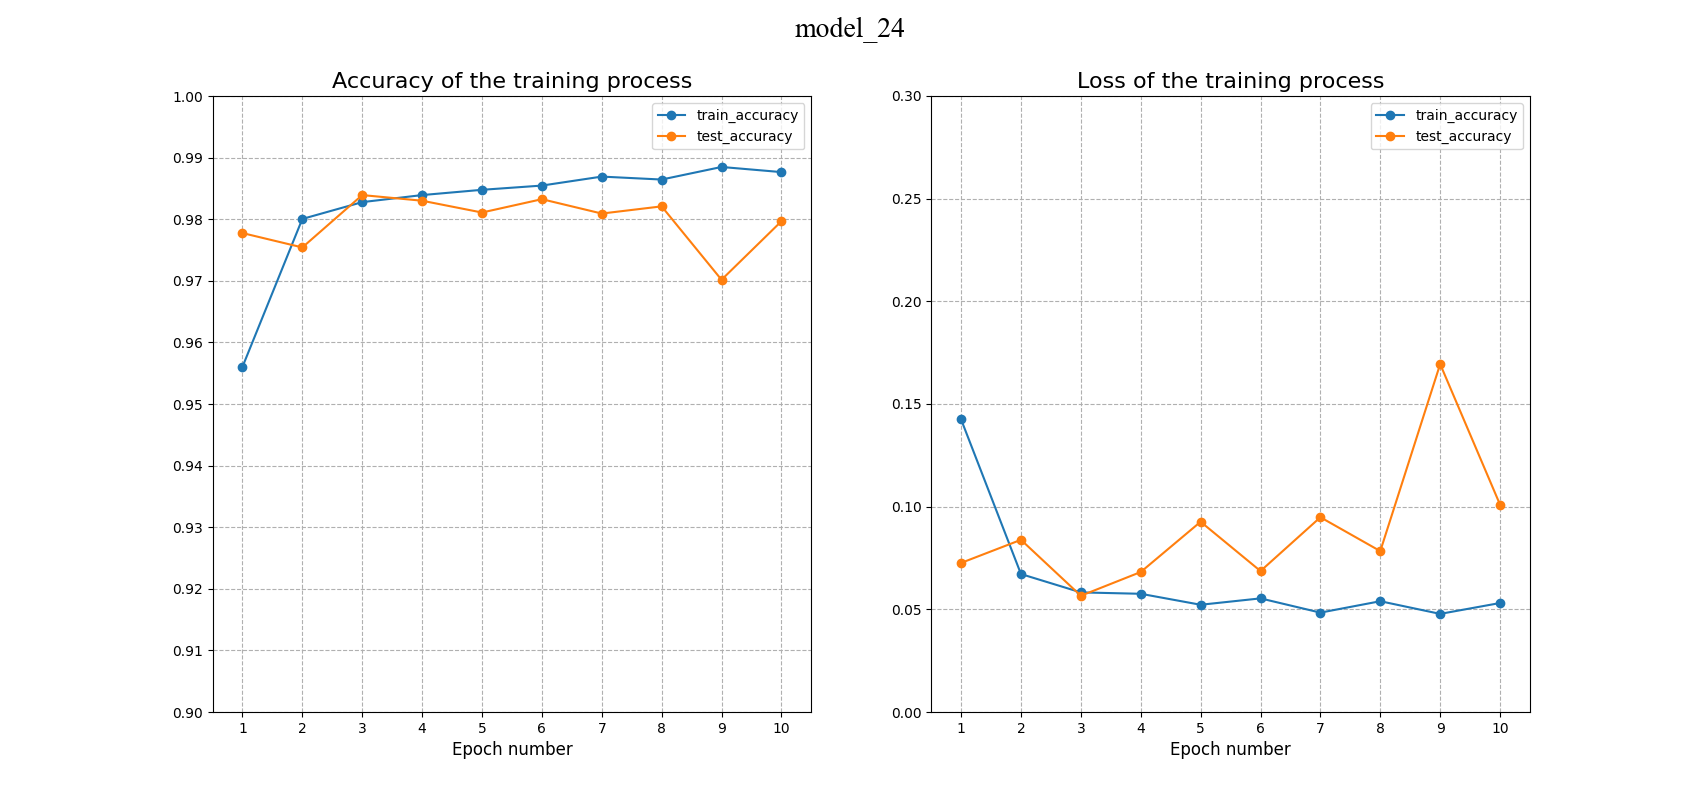 model_24
Accuracy of the training process
1.00
0.99
0.98
0.97
0.96
0.95
0.94
0.93
0.92
0.91
0.90
train_accuracy
test_accuracy
1 2 3 4 5 6 7 8 9 10
Epoch number
Loss of the training process
0.30
0.25
0.20
0.15
0.10
0.05
0.00
train_accuracy
test_accuracy
1 2 3 4 5 6 7 8 9 10
Epoch number